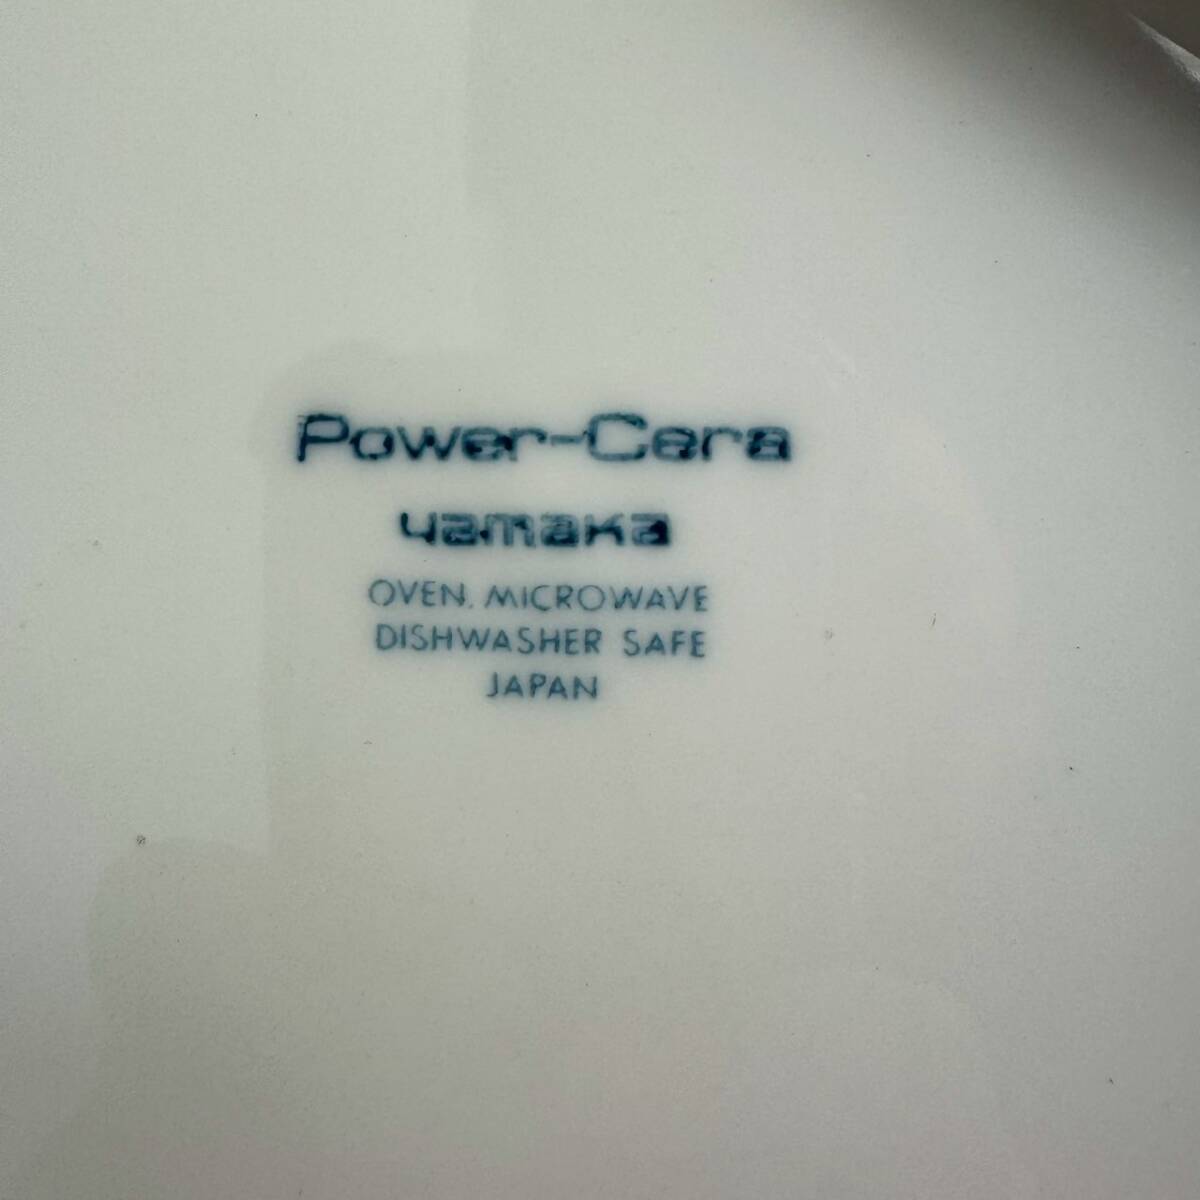 Power-Cera
yamaka
OVEN. MICROWAVE
DISHWASHER SAFE
JAPAN